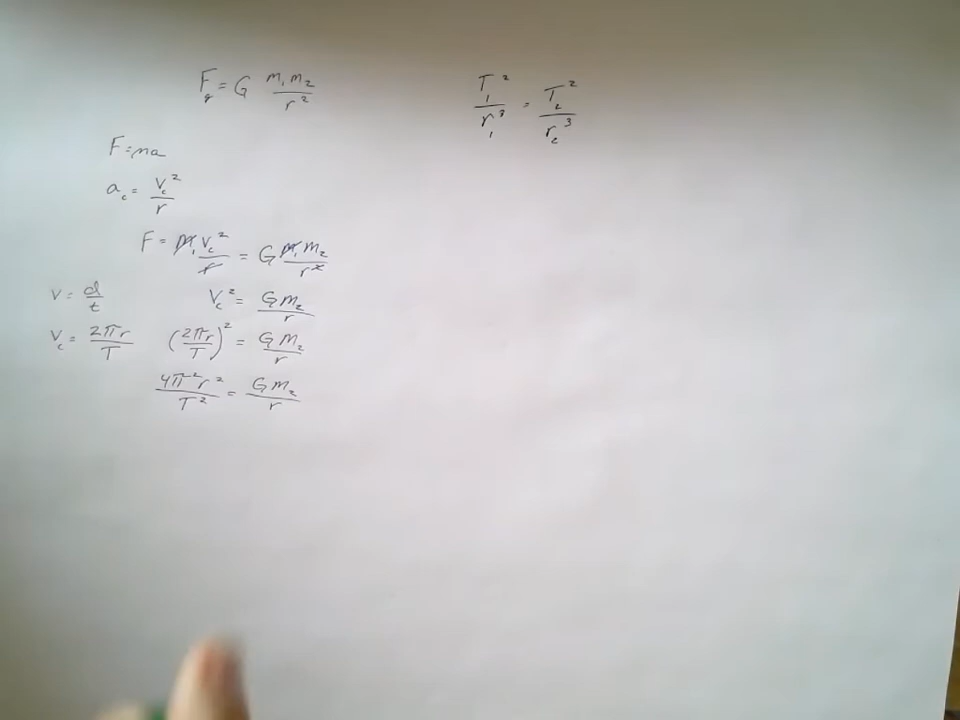 F_g = G m₁m₂ / r²
T₁² / r₁³ = T₂² / r₂³
F = ma
a_c = V_c² / r
F = m₁V_c² / r = G m₁m₂ / r²
V = d / t
V_c² = Gm₂ / r
V_c = 2πr / T
(2πr / T)² = Gm₂ / r
4π²r² / T² = Gm₂ / r